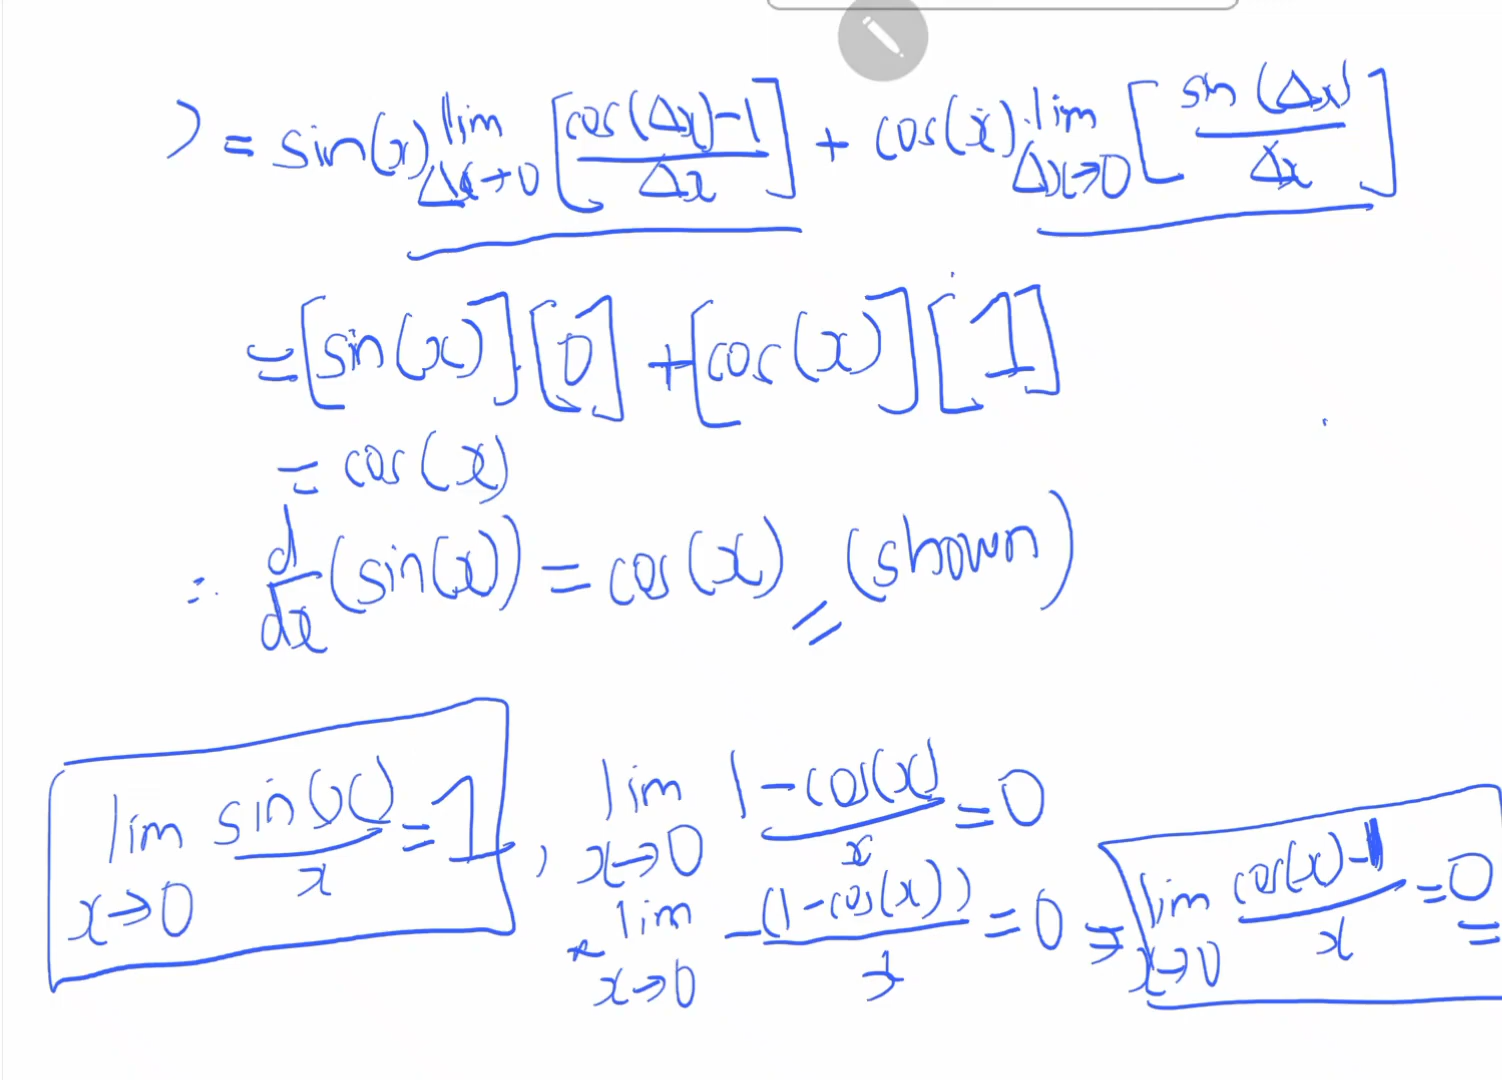 = sin(x) lim Δx→0 [cos(Δx)-1 / Δx] + cos(x). lim Δx→0 [sin(Δx) / Δx]
= [sin(x)][0] + [cos(x)][1]
= cos(x)
∴ d/dx (sin(x)) = cos(x) (shown)
lim x→0 sin(x)/x = 1, lim x→0 1-cos(x)/x = 0
lim x→0 -(1-cos(x))/x = 0 ⇒ lim x→0 cos(x)-1/x = 0